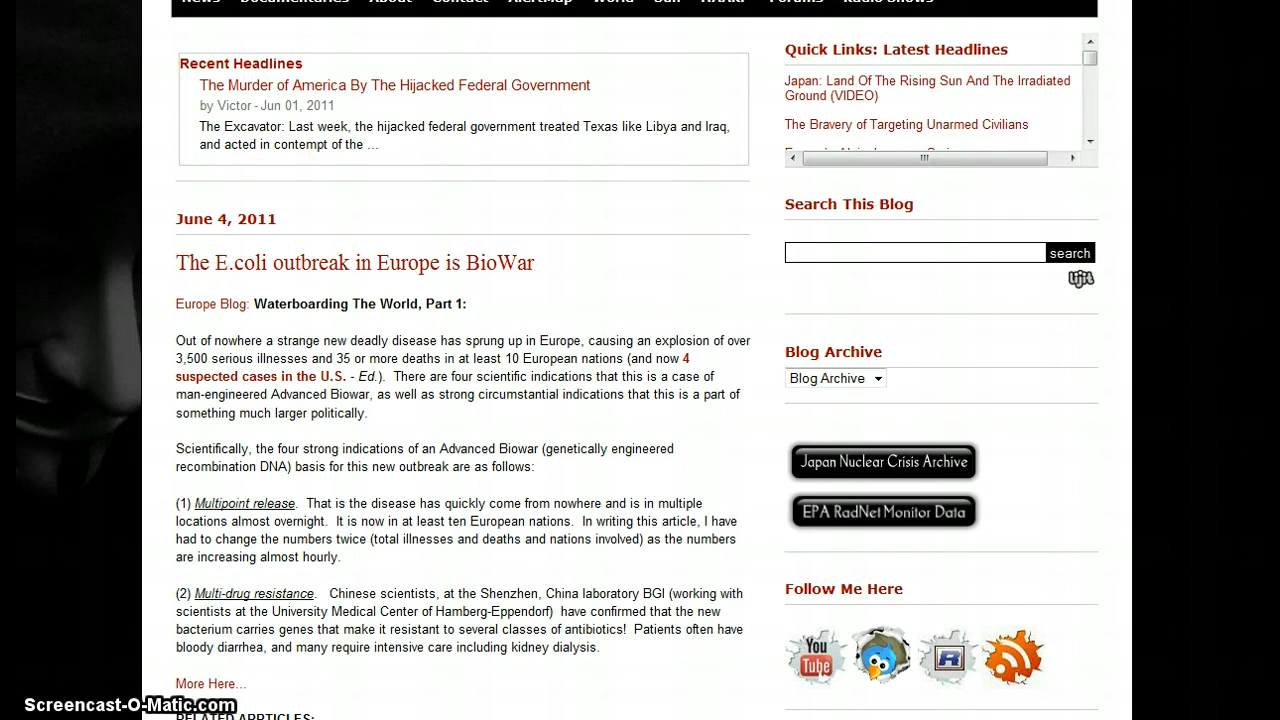 News Documentaries About Contact AlertMap World Sun HAARP Forums Radio Shows
Recent Headlines
The Murder of America By The Hijacked Federal Government
by Victor - Jun 01, 2011
The Excavator: Last week, the hijacked federal government treated Texas like Libya and Iraq,
and acted in contempt of the ...
June 4, 2011
The E.coli outbreak in Europe is BioWar
Europe Blog: Waterboarding The World, Part 1:
Out of nowhere a strange new deadly disease has sprung up in Europe, causing an explosion of over
3,500 serious illnesses and 35 or more deaths in at least 10 European nations (and now 4
suspected cases in the U.S. - Ed.).  There are four scientific indications that this is a case of
man-engineered Advanced Biowar, as well as strong circumstantial indications that this is a part of
something much larger politically.
Scientifically, the four strong indications of an Advanced Biowar (genetically engineered
recombination DNA) basis for this new outbreak are as follows:
(1) Multipoint release.  That is the disease has quickly come from nowhere and is in multiple
locations almost overnight.  It is now in at least ten European nations.  In writing this article, I have
had to change the numbers twice (total illnesses and deaths and nations involved) as the numbers
are increasing almost hourly.
(2) Multi-drug resistance.   Chinese scientists, at the Shenzhen, China laboratory BGI (working with
scientists at the University Medical Center of Hamberg-Eppendorf)  have confirmed that the new
bacterium carries genes that make it resistant to several classes of antibiotics!  Patients often have
bloody diarrhea, and many require intensive care including kidney dialysis.
More Here...
RELATED ARRTICLES:
Quick Links: Latest Headlines
Japan: Land Of The Rising Sun And The Irradiated
Ground (VIDEO)
The Bravery of Targeting Unarmed Civilians
Search This Blog
search
lijit
Blog Archive
Blog Archive
Japan Nuclear Crisis Archive
EPA RadNet Monitor Data
Follow Me Here
You
Tube
R
Screencast-O-Matic.com